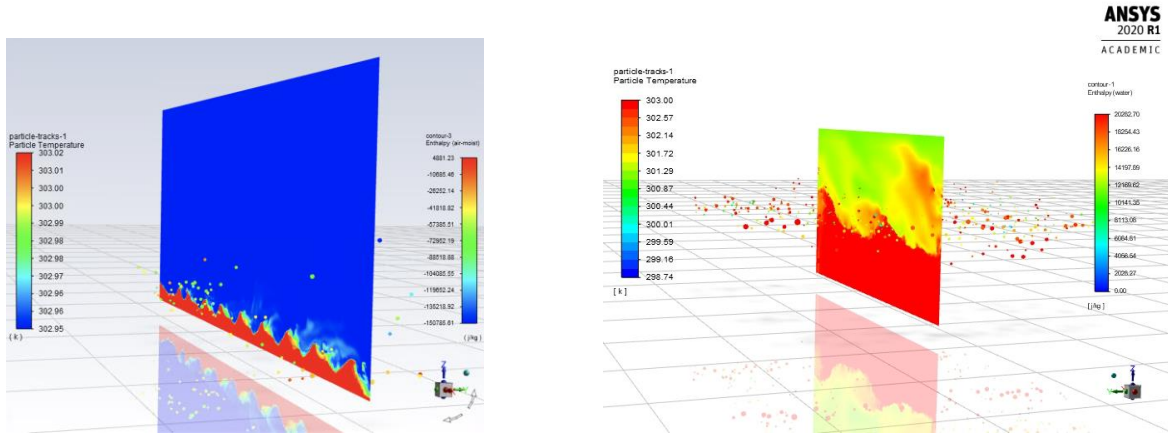 particle-tracks-1
Particle Temperature
303.02
303.01
303.00
302.99
302.98
302.98
302.97
302.96
302.96
302.95
( k )
contour-3
Enthalpy (air-moist)
4881.23
-10685.46
-26252.14
-41818.82
-57385.51
-72952.19
-88518.88
-104085.55
-119652.24
-135218.92
-150785.61
( j/kg )
Z
ANSYS
2020 R1
ACADEMIC
particle-tracks-1
Particle Temperature
303.00
302.57
302.14
301.72
301.29
300.87
300.44
300.01
299.59
299.16
298.74
[ k ]
contour-1
Enthalpy (water)
20282.70
18254.43
16226.16
14197.89
12169.62
10141.35
8113.08
6084.81
4056.54
2028.27
0.00
[ j/kg ]
Z